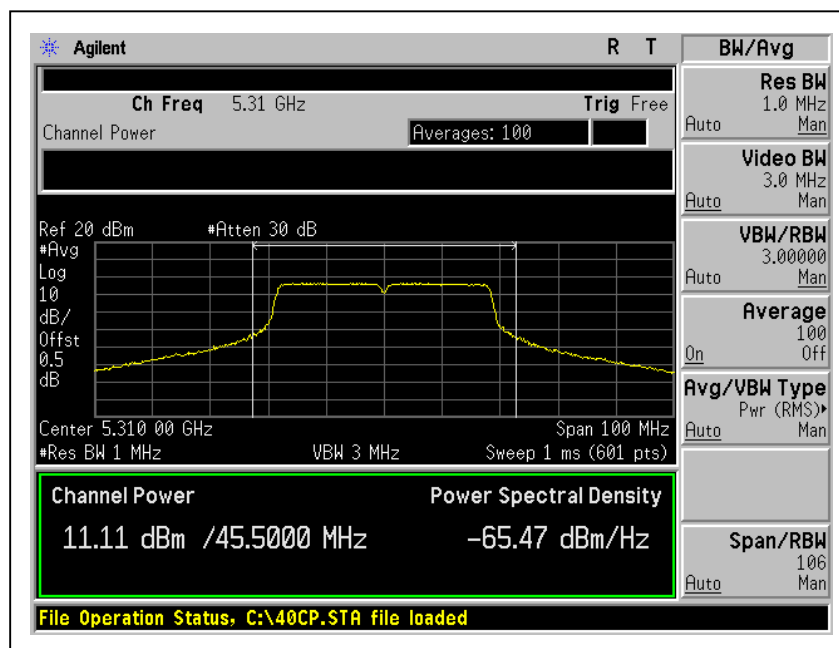 Agilent R T
Ch Freq 5.31 GHz Trig Free
Channel Power Averages: 100
Ref 20 dBm #Atten 30 dB
#Avg
Log
10
dB/
Offst
0.5
dB
Center 5.310 00 GHz Span 100 MHz
#Res BW 1 MHz VBW 3 MHz Sweep 1 ms (601 pts)
Channel Power Power Spectral Density
11.11 dBm /45.5000 MHz -65.47 dBm/Hz
File Operation Status, C:\40CP.STA file loaded
BW/Avg
Res BW
1.0 MHz
Auto Man
Video BW
3.0 MHz
Auto Man
VBW/RBW
3.00000
Auto Man
Average
100
On Off
Avg/VBW Type
Pwr (RMS)▸
Auto Man
Span/RBW
106
Auto Man